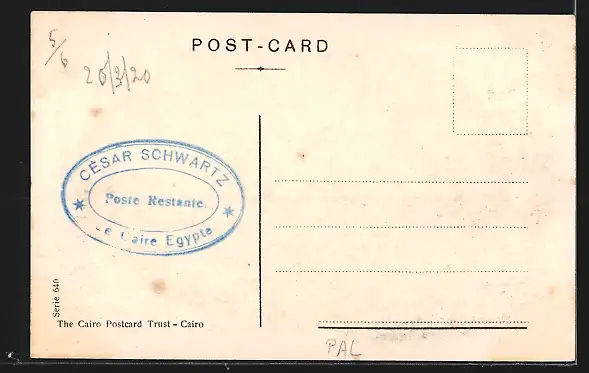 POST-CARD
5/6
20/3/20
CÉSAR SCHWARTZ
Poste Restante
Le Caire Egypte
Serie 640
The Cairo Postcard Trust - Cairo
PAL